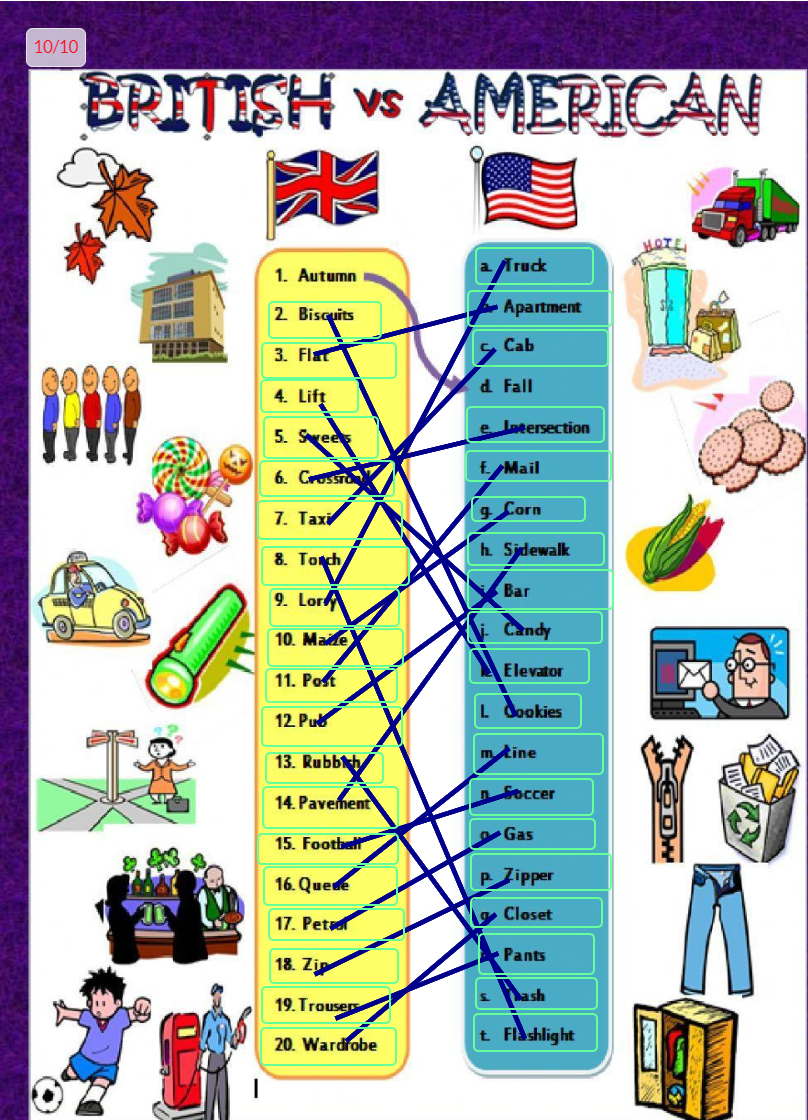 10/10
BRITISH vs AMERICAN
HOTEL
1. Autumn
2. Biscuits
3. Flat
4. Lift
5. Sweets
6. Crossroad
7. Taxi
8. Torch
9. Lorry
10. Maize
11. Post
12. Pub
13. Rubbish
14. Pavement
15. Football
16. Queue
17. Petrol
18. Zip
19. Trousers
20. Wardrobe
a. Truck
b. Apartment
c. Cab
d. Fall
e. Intersection
f. Mail
g. Corn
h. Sidewalk
i. Bar
j. Candy
k. Elevator
l. Cookies
m. Line
n. Soccer
o. Gas
p. Zipper
q. Closet
r. Pants
s. Trash
t. Flashlight